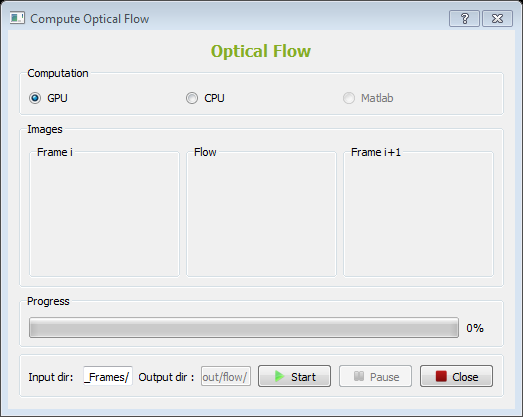 Compute Optical Flow
Optical Flow
Computation
GPU CPU Matlab
Images
Frame i Flow Frame i+1
Progress
0%
Input dir: _Frames/ Output dir : out/flow/ Start Pause Close